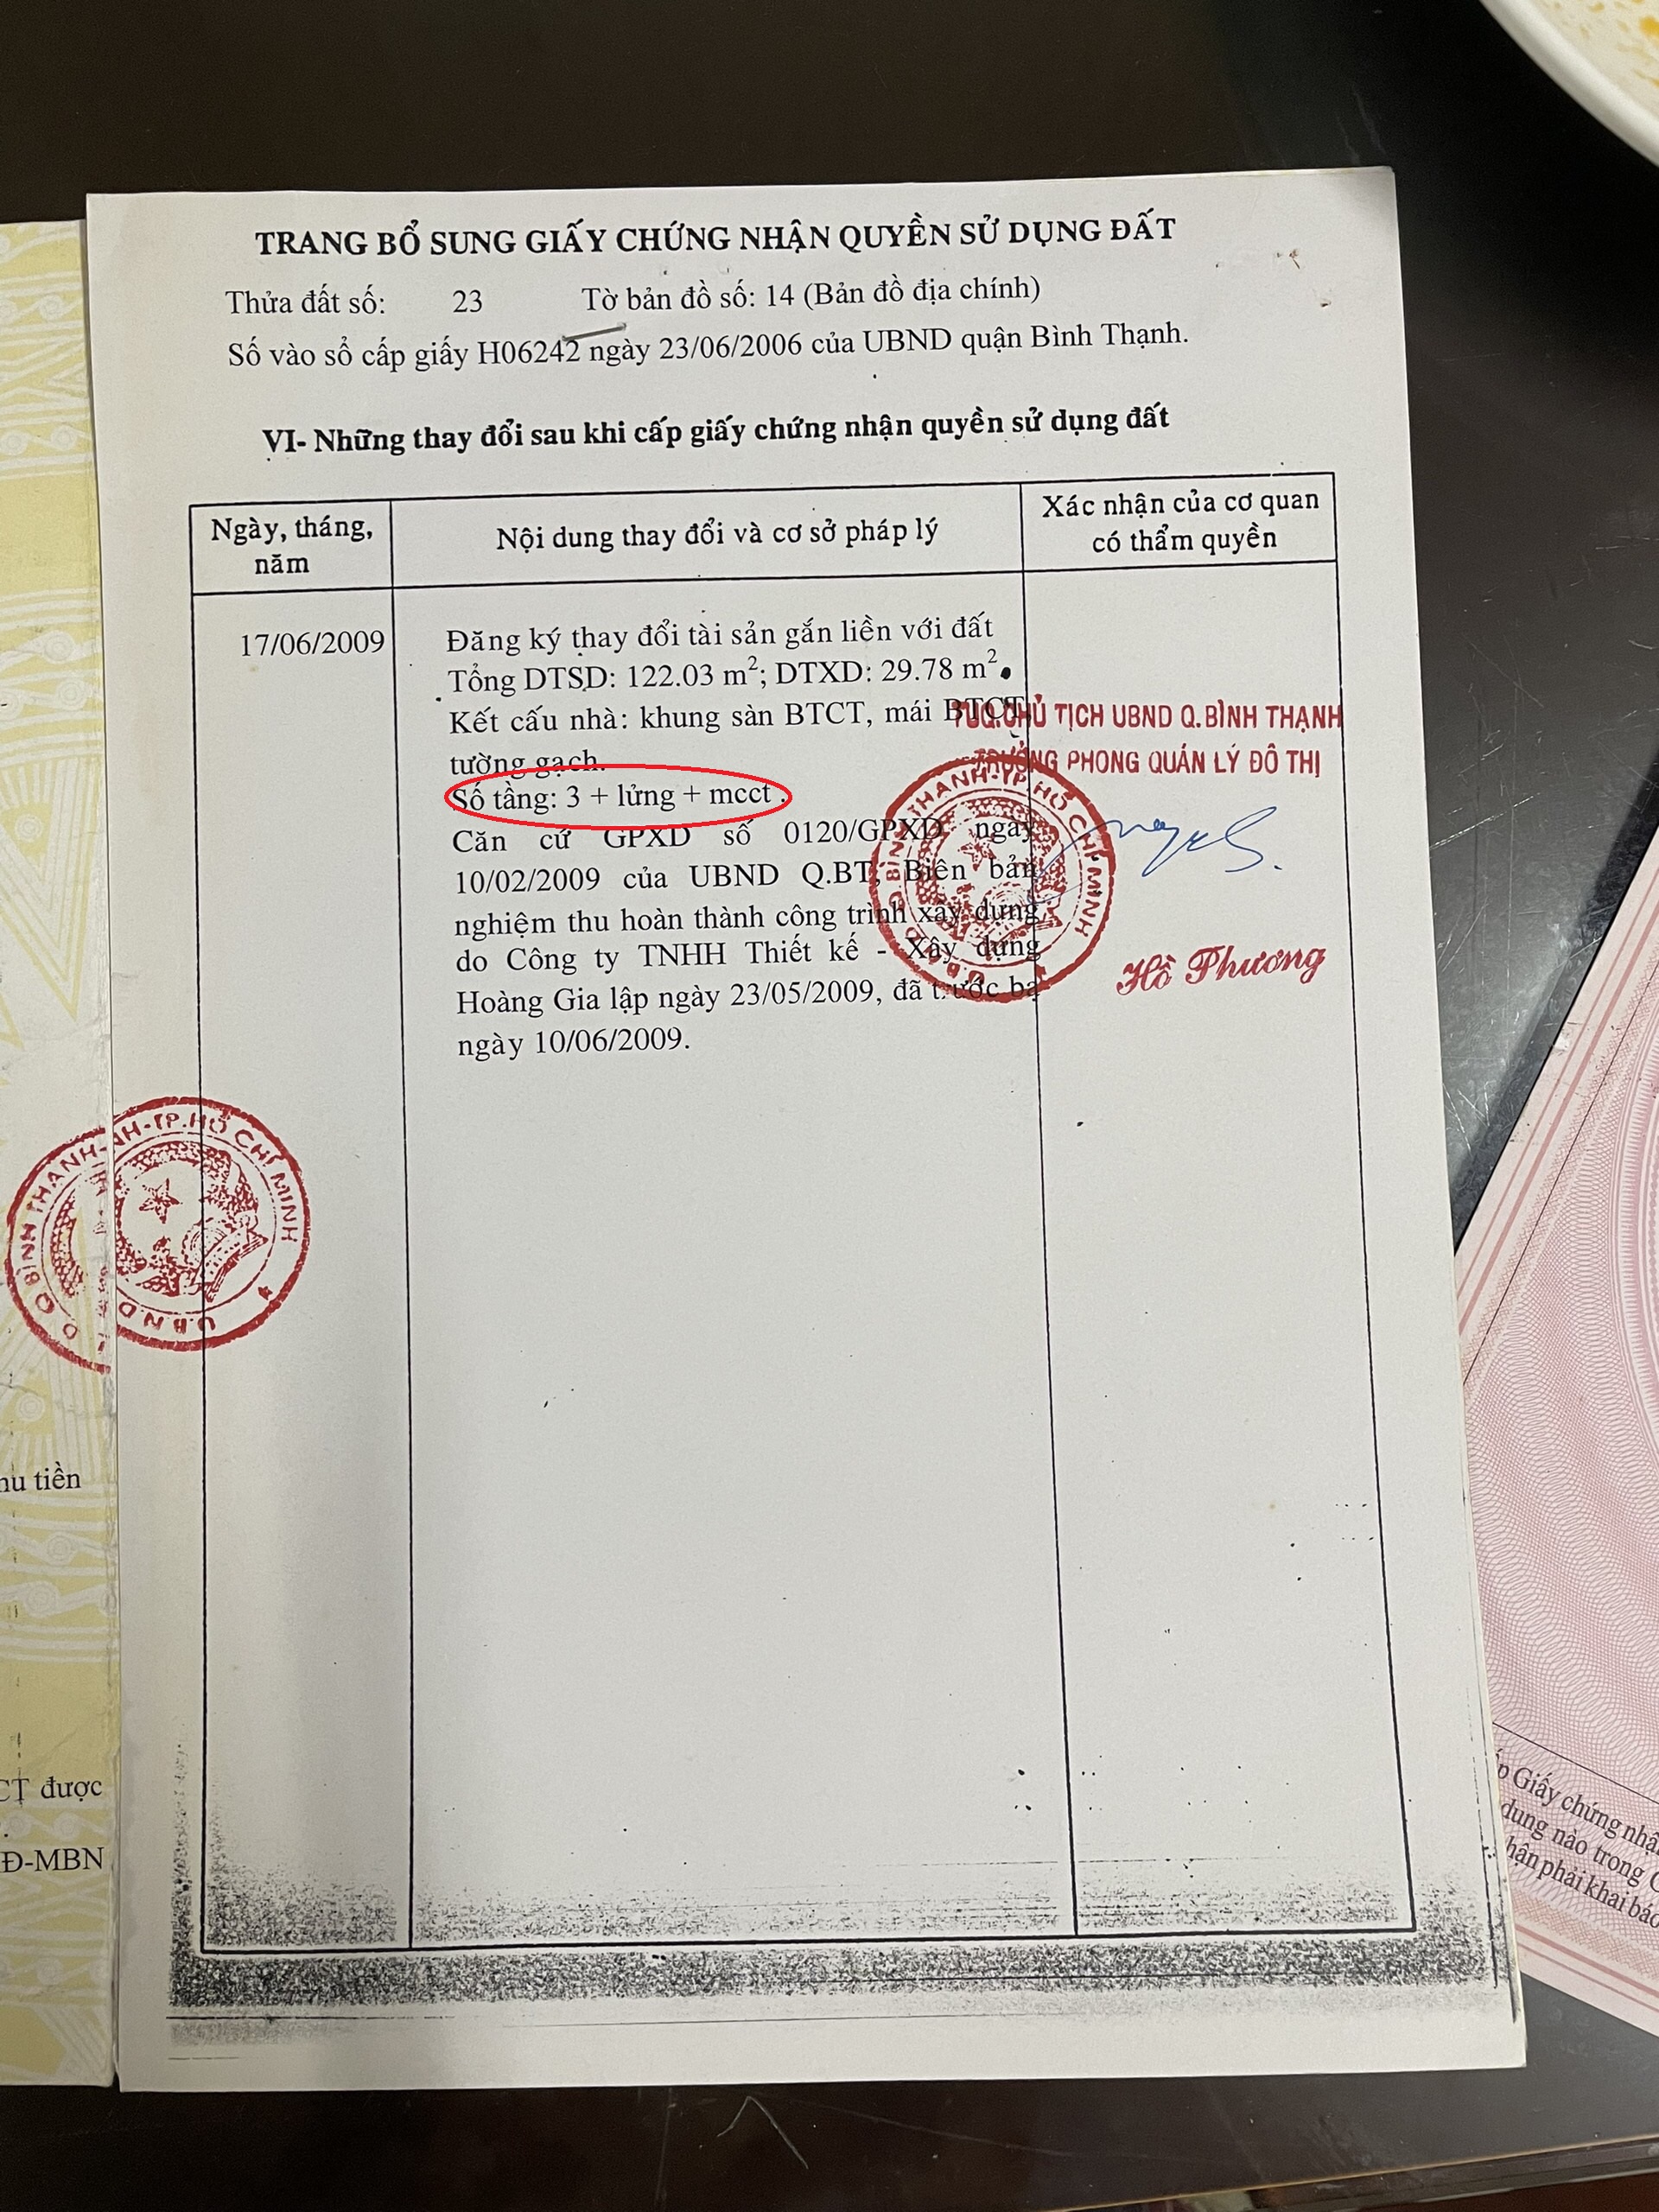 TRANG BỔ SUNG GIẤY CHỨNG NHẬN QUYỀN SỬ DỤNG ĐẤT
Thửa đất số: 23 Tờ bản đồ số: 14 (Bản đồ địa chính)
Số vào sổ cấp giấy H06242 ngày 23/06/2006 của UBND quận Bình Thạnh.
VI- Những thay đổi sau khi cấp giấy chứng nhận quyền sử dụng đất
Ngày, tháng,
năm
Nội dung thay đổi và cơ sở pháp lý
Xác nhận của cơ quan
có thẩm quyền
17/06/2009
Đăng ký thay đổi tài sản gắn liền với đất
Tổng DTSD: 122.03 m²; DTXD: 29.78 m².
Kết cấu nhà: khung sàn BTCT, mái BTCT,
tường gạch.
Số tầng: 3 + lửng + mcct .
Căn cứ GPXD số 0120/GPXD ngày
10/02/2009 của UBND Q.BT, Biên bản
nghiệm thu hoàn thành công trình xây dựng
do Công ty TNHH Thiết kế - Xây dựng
Hoàng Gia lập ngày 23/05/2009, đã trước bạ
ngày 10/06/2009.
TUQ.CHỦ TỊCH UBND Q.BÌNH THẠNH
TRƯỞNG PHONG QUẢN LÝ ĐÔ THỊ
Hồ Phương
U.B.N.D Q BÌNH THẠNH-TP.HỒ CHÍ MINH
U.B.N.D Q BÌNH THẠNH-TP.HỒ CHÍ MINH
hu tiền
CT được
Đ-MBN
p Giấy chứng nhận
dung nào trong
nhận phải khai báo